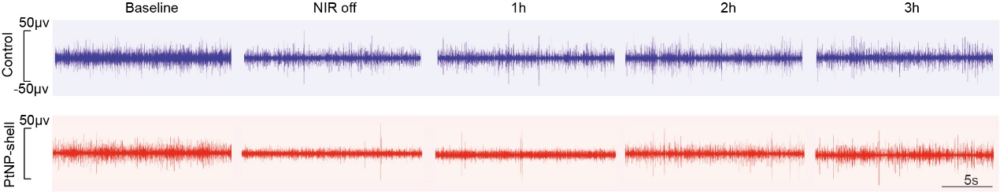 Baseline NIR off 1h 2h 3h
50μv
Control
-50μv
50μv
PtNP-shell
5s